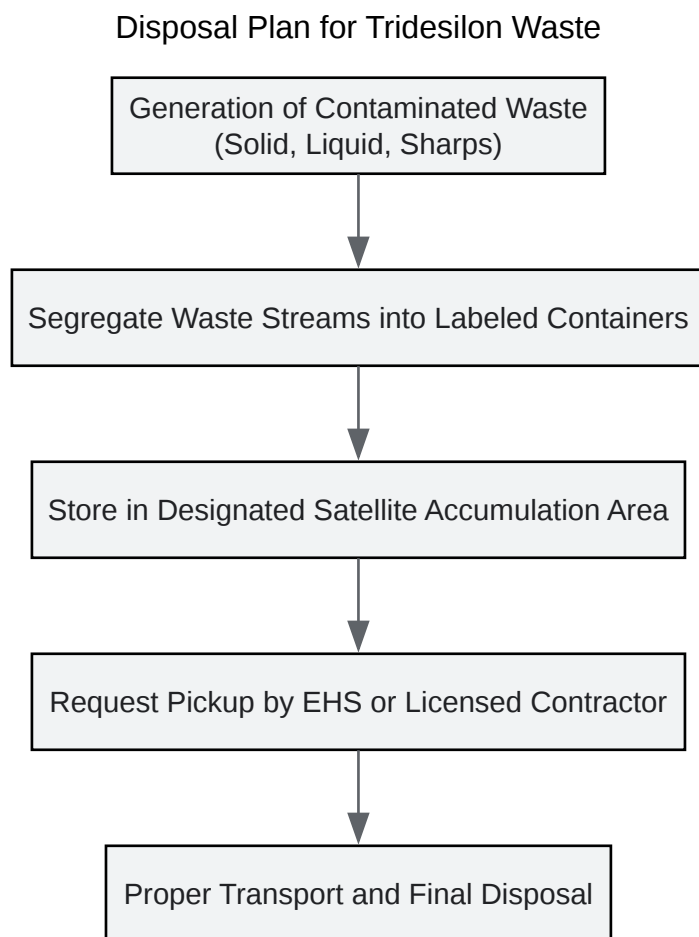 Disposal Plan for Tridesilon Waste
Generation of Contaminated Waste
(Solid, Liquid, Sharps)
Segregate Waste Streams into Labeled Containers
Store in Designated Satellite Accumulation Area
Request Pickup by EHS or Licensed Contractor
Proper Transport and Final Disposal